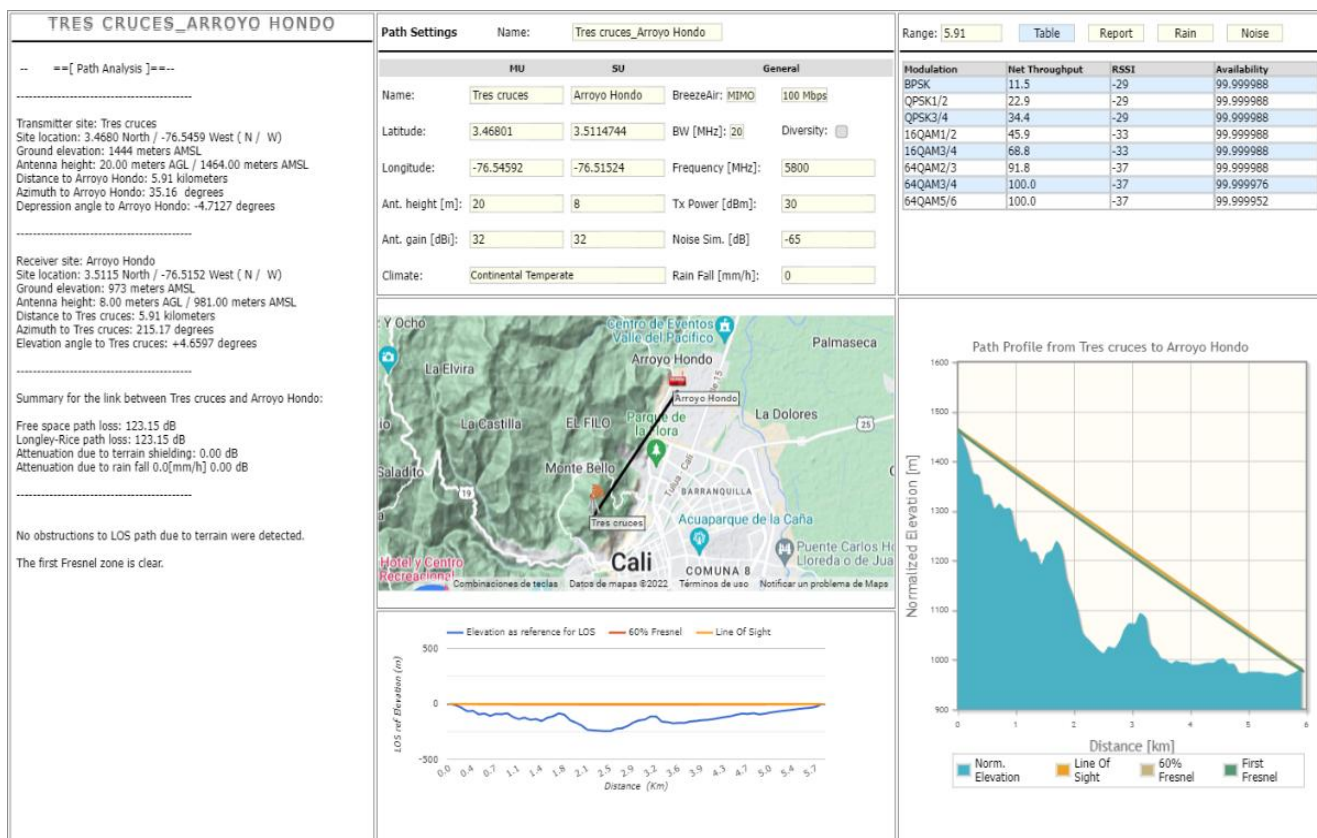 TRES CRUCES_ARROYO HONDO
-- ==[ Path Analysis ]==--
--------------------------------------------
Transmitter site: Tres cruces
Site location: 3.4680 North / -76.5459 West ( N / W)
Ground elevation: 1444 meters AMSL
Antenna height: 20.00 meters AGL / 1464.00 meters AMSL
Distance to Arroyo Hondo: 5.91 kilometers
Azimuth to Arroyo Hondo: 35.16 degrees
Depression angle to Arroyo Hondo: -4.7127 degrees
--------------------------------------------
Receiver site: Arroyo Hondo
Site location: 3.5115 North / -76.5152 West ( N / W)
Ground elevation: 973 meters AMSL
Antenna height: 8.00 meters AGL / 981.00 meters AMSL
Distance to Tres cruces: 5.91 kilometers
Azimuth to Tres cruces: 215.17 degrees
Elevation angle to Tres cruces: +4.6597 degrees
--------------------------------------------
Summary for the link between Tres cruces and Arroyo Hondo:
Free space path loss: 123.15 dB
Longley-Rice path loss: 123.15 dB
Attenuation due to terrain shielding: 0.00 dB
Attenuation due to rain fall 0.0[mm/h] 0.00 dB
--------------------------------------------
No obstructions to LOS path due to terrain were detected.
The first Fresnel zone is clear.
Path Settings Name: Tres cruces_Arroyo Hondo
MU SU General
Name: Tres cruces Arroyo Hondo BreezeAir: MIMO 100 Mbps
Latitude: 3.46801 3.5114744 BW [MHz]: 20 Diversity:
Longitude: -76.54592 -76.51524 Frequency [MHz]: 5800
Ant. height [m]: 20 8 Tx Power [dBm]: 30
Ant. gain [dBi]: 32 32 Noise Sim. [dB] -65
Climate: Continental Temperate Rain Fall [mm/h]: 0
Range: 5.91 Table Report Rain Noise
Modulation Net Throughput RSSI Availability
BPSK 11.5 -29 99.999988
QPSK1/2 22.9 -29 99.999988
QPSK3/4 34.4 -29 99.999988
16QAM1/2 45.9 -33 99.999988
16QAM3/4 68.8 -33 99.999988
64QAM2/3 91.8 -37 99.999988
64QAM3/4 100.0 -37 99.999976
64QAM5/6 100.0 -37 99.999952
Y Ocho
Centro de Eventos
Valle del Pacífico
Palmaseca
La Elvira
Arroyo Hondo
15
Arroyo Hondo
La Castilla
EL FILO
Parque de
la Flora
La Dolores
25
Saladito
Monte Bello
Tulua - Cali
19
BARRANQUILLA
Tres cruces
Acuaparque de la Caña
Cali
Puente Carlos Ho
Lloreda o de Jua
Hotel y Centro
Recreacional
COMUNA 8
Combinaciones de teclas Datos de mapas ©2022 Términos de uso Notificar un problema de Maps
Elevation as reference for LOS 60% Fresnel Line Of Sight
LOS ref Elevation (m)
500
0
-500
0.0 0.4 0.7 1.1 1.4 1.8 2.1 2.5 2.9 3.2 3.6 3.9 4.3 4.7 5.0 5.4 5.7
Distance (Km)
Path Profile from Tres cruces to Arroyo Hondo
Normalized Elevation [m]
1600
1500
1400
1300
1200
1100
1000
900
0 1 2 3 4 5 6
Distance [km]
Norm. Elevation
Line Of Sight
60% Fresnel
First Fresnel